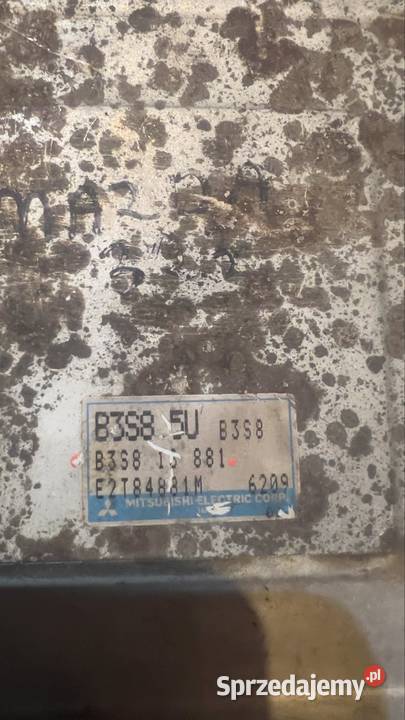 B3S8 5U B3S8
B3S8 18 881
E2T84881M 6209
MITSUBISHI ELECTRIC CORP.
Sprzedajemy.pl